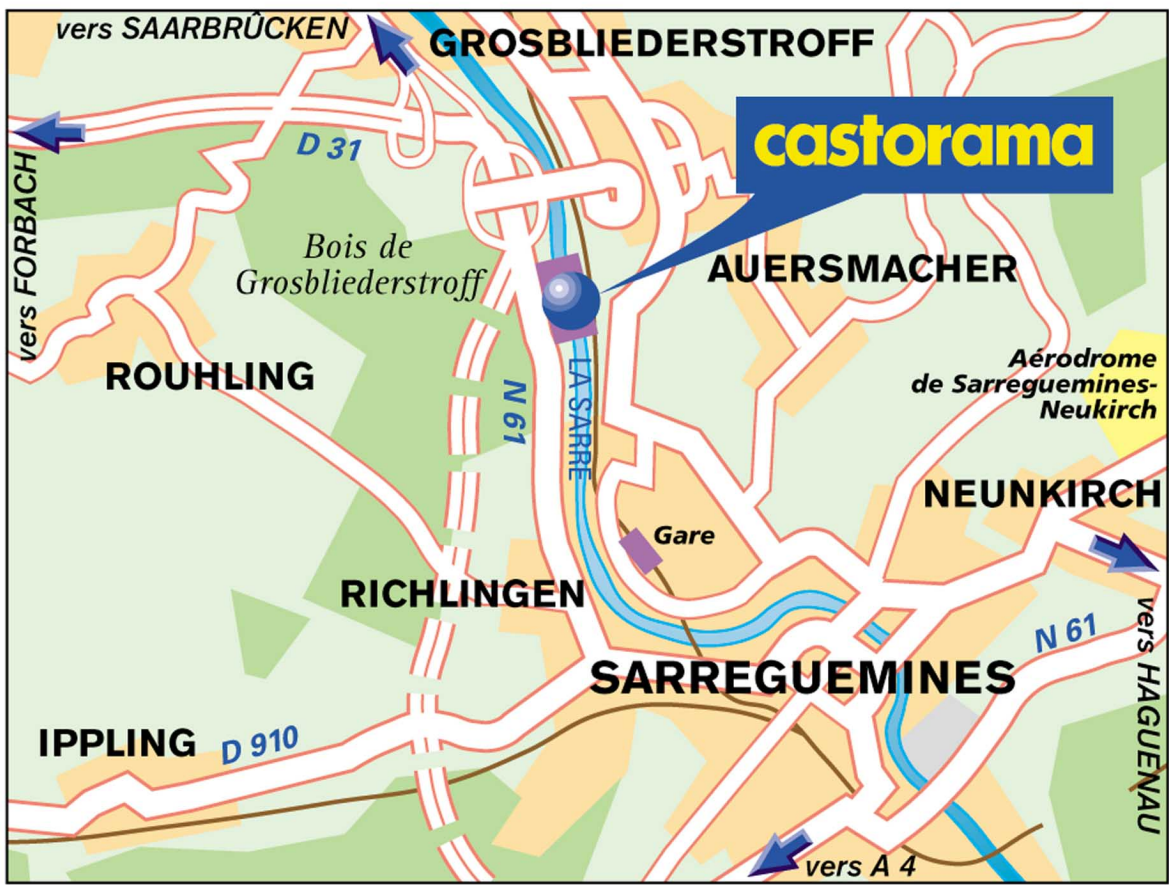 vers SAARBRÛCKEN
GROSBLIEDERSTROFF
castorama
D 31
vers FORBACH
Bois de
Grosbliederstroff
AUERSMACHER
ROUHLING
N 61
LA SARRE
Aérodrome
de Sarreguemines-
Neukirch
NEUNKIRCH
Gare
RICHLINGEN
N 61
vers HAGUENAU
SARREGUEMINES
IPPLING
D 910
vers A 4